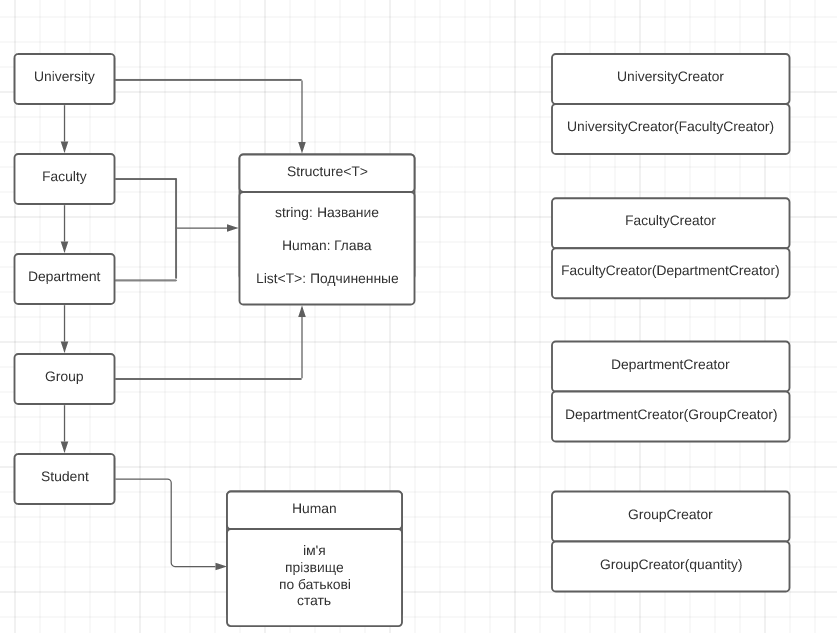 University
Faculty
Department
Group
Student
Structure<T>
string: Название
Human: Глава
List<T>: Подчиненные
Human
ім'я
прізвище
по батькові
стать
UniversityCreator
UniversityCreator(FacultyCreator)
FacultyCreator
FacultyCreator(DepartmentCreator)
DepartmentCreator
DepartmentCreator(GroupCreator)
GroupCreator
GroupCreator(quantity)